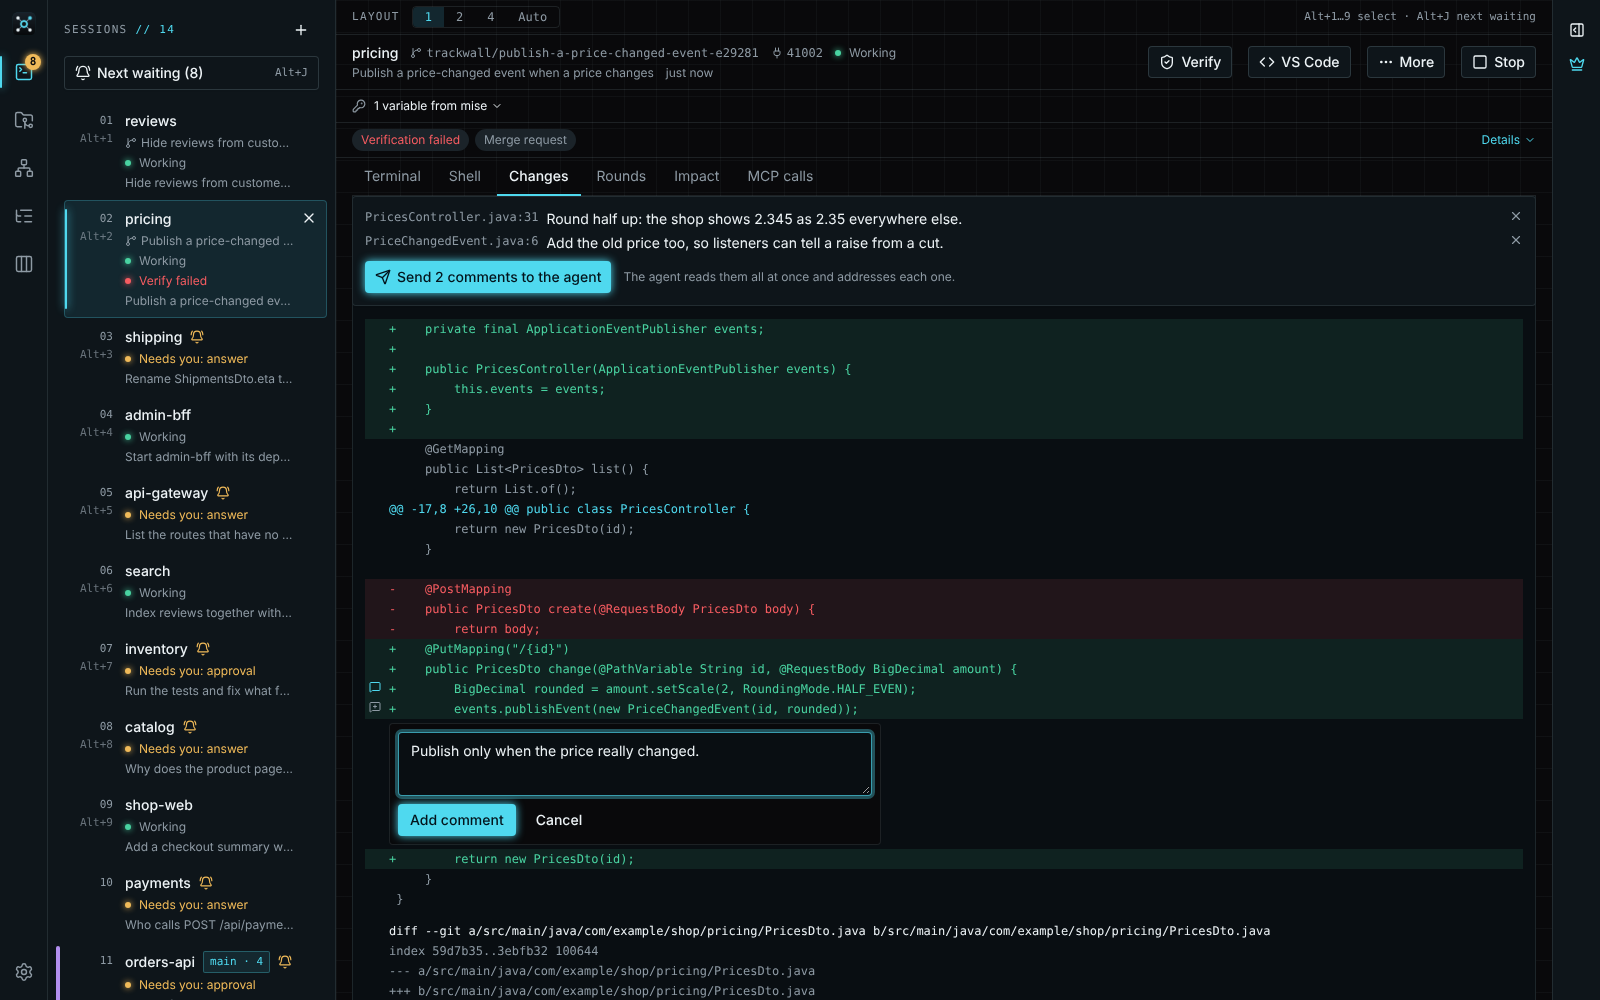 8
SESSIONS // 14
Next waiting (8) Alt+J
01 reviews
Alt+1 Hide reviews from custo...
Working
Hide reviews from custome...
02 pricing
Alt+2 Publish a price-changed ...
Working
Verify failed
Publish a price-changed ev...
03 shipping
Alt+3 Needs you: answer
Rename ShipmentsDto.eta t...
04 admin-bff
Alt+4 Working
Start admin-bff with its dep...
05 api-gateway
Alt+5 Needs you: answer
List the routes that have no ...
06 search
Alt+6 Working
Index reviews together with...
07 inventory
Alt+7 Needs you: approval
Run the tests and fix what f...
08 catalog
Alt+8 Needs you: answer
Why does the product page...
09 shop-web
Alt+9 Working
Add a checkout summary w...
10 payments
Needs you: answer
Who calls POST /api/payme...
11 orders-api main · 4
Needs you: approval
LAYOUT 1 2 4 Auto
Alt+1…9 select · Alt+J next waiting
pricing trackwall/publish-a-price-changed-event-e29281 41002 Working
Publish a price-changed event when a price changes just now
Verify VS Code More Stop
1 variable from mise
Verification failed Merge request Details
Terminal Shell Changes Rounds Impact MCP calls
PricesController.java:31 Round half up: the shop shows 2.345 as 2.35 everywhere else.
PriceChangedEvent.java:6 Add the old price too, so listeners can tell a raise from a cut.
Send 2 comments to the agent The agent reads them all at once and addresses each one.
+ private final ApplicationEventPublisher events;
+
+ public PricesController(ApplicationEventPublisher events) {
+ this.events = events;
+ }
+
@GetMapping
public List<PricesDto> list() {
return List.of();
@@ -17,8 +26,10 @@ public class PricesController {
return new PricesDto(id);
}
- @PostMapping
- public PricesDto create(@RequestBody PricesDto body) {
- return body;
+ @PutMapping("/{id}")
+ public PricesDto change(@PathVariable String id, @RequestBody BigDecimal amount) {
+ BigDecimal rounded = amount.setScale(2, RoundingMode.HALF_EVEN);
+ events.publishEvent(new PriceChangedEvent(id, rounded));
Publish only when the price really changed.
Add comment Cancel
+ return new PricesDto(id);
}
}
diff --git a/src/main/java/com/example/shop/pricing/PricesDto.java b/src/main/java/com/example/shop/pricing/PricesDto.java
index 59d7b35..3ebfb32 100644
--- a/src/main/java/com/example/shop/pricing/PricesDto.java
+++ b/src/main/java/com/example/shop/pricing/PricesDto.java